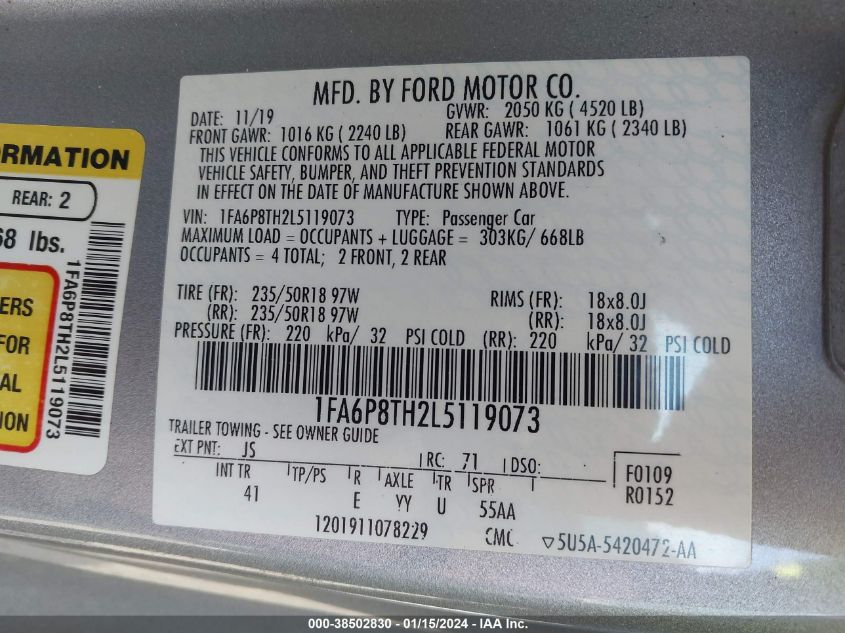 MFD. BY FORD MOTOR CO.
DATE: 11/19 GVWR: 2050 KG ( 4520 LB)
FRONT GAWR: 1016 KG ( 2240 LB) REAR GAWR: 1061 KG ( 2340 LB)
THIS VEHICLE CONFORMS TO ALL APPLICABLE FEDERAL MOTOR
VEHICLE SAFETY, BUMPER, AND THEFT PREVENTION STANDARDS
IN EFFECT ON THE DATE OF MANUFACTURE SHOWN ABOVE.
VIN: 1FA6P8TH2L5119073 TYPE: Passenger Car
MAXIMUM LOAD = OCCUPANTS + LUGGAGE = 303KG/ 668LB
OCCUPANTS = 4 TOTAL; 2 FRONT, 2 REAR
TIRE (FR): 235/50R18 97W RIMS (FR): 18x8.0J
(RR): 235/50R18 97W (RR): 18x8.0J
PRESSURE (FR): 220 kPa/ 32 PSI COLD (RR): 220 kPa/ 32 PSI COLD
1FA6P8TH2L5119073
TRAILER TOWING - SEE OWNER GUIDE
EXT PNT: JS RC: 71 DSO:
INT TR TP/PS R AXLE TR SPR
41 E YY U 55AA
F0109
R0152
1201911078229 CMC ▽5U5A-5420472-AA
ORMATION
REAR: 2
68 lbs.
ERS
FOR
AL
ION
1FA6P8TH2L5119073
000-38502830 - 01/15/2024 - IAA Inc.